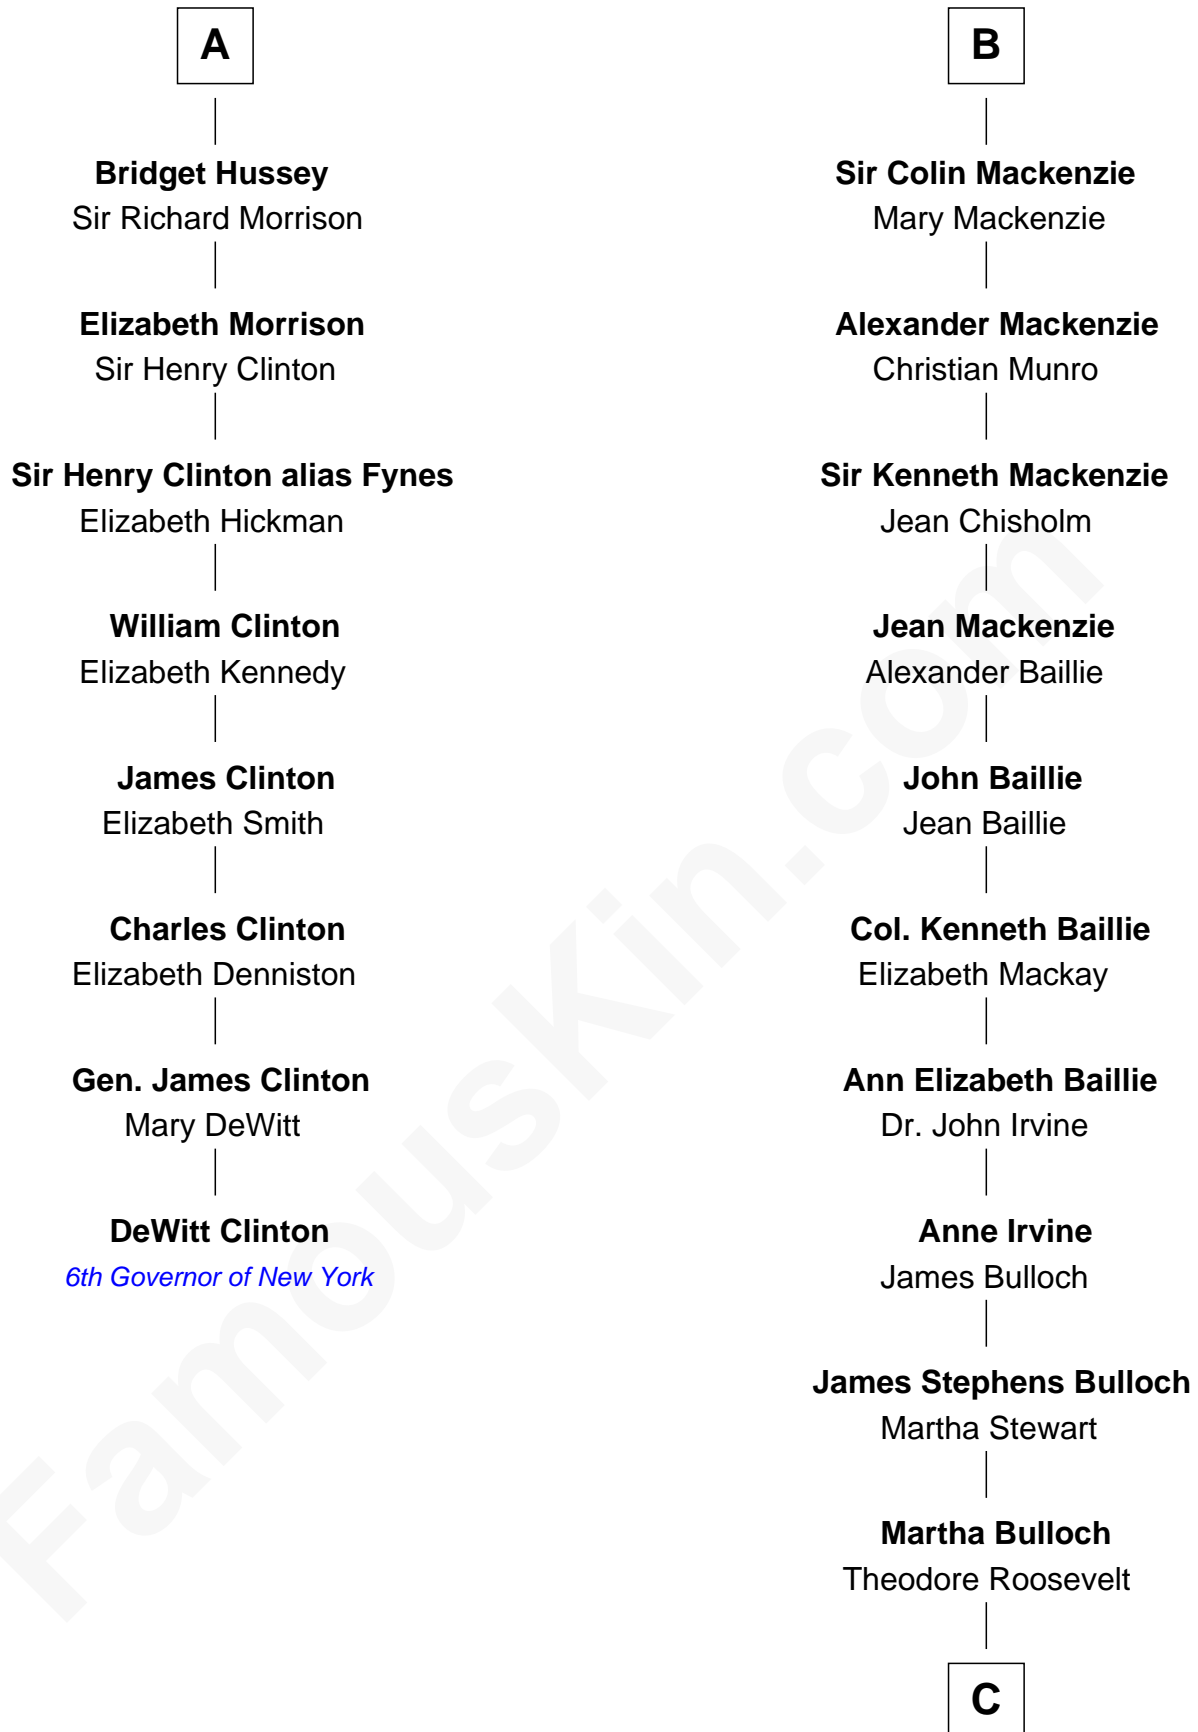 A
Bridget Hussey
Sir Richard Morrison
Elizabeth Morrison
Sir Henry Clinton
Sir Henry Clinton alias Fynes
Elizabeth Hickman
William Clinton
Elizabeth Kennedy
James Clinton
Elizabeth Smith
Charles Clinton
Elizabeth Denniston
Gen. James Clinton
Mary DeWitt
DeWitt Clinton
6th Governor of New York
B
Sir Colin Mackenzie
Mary Mackenzie
Alexander Mackenzie
Christian Munro
Sir Kenneth Mackenzie
Jean Chisholm
Jean Mackenzie
Alexander Baillie
John Baillie
Jean Baillie
Col. Kenneth Baillie
Elizabeth Mackay
Ann Elizabeth Baillie
Dr. John Irvine
Anne Irvine
James Bulloch
James Stephens Bulloch
Martha Stewart
Martha Bulloch
Theodore Roosevelt
C
FamousKin.com